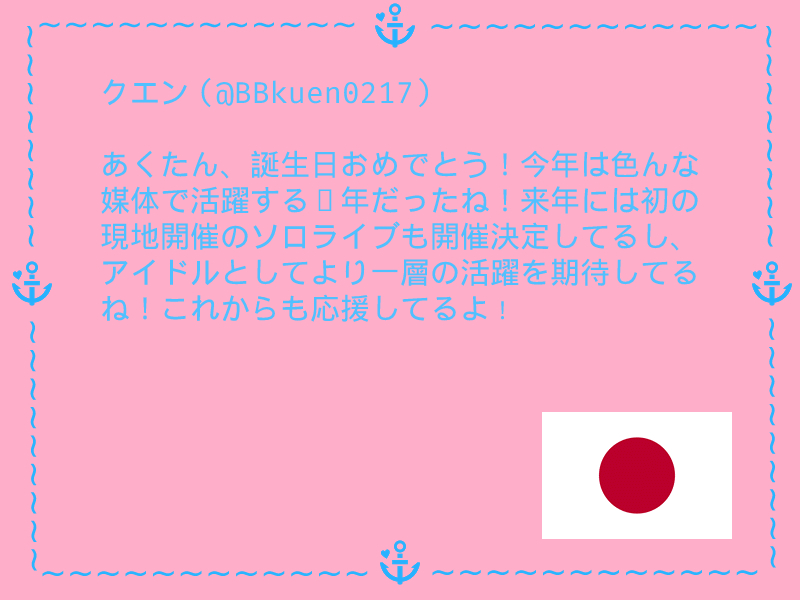 クエン（@BBkuen0217）
あくたん、誕生日おめでとう！今年は色んな
媒体で活躍する▯年だったね！来年には初の
現地開催のソロライブも開催決定してるし、
アイドルとしてより一層の活躍を期待してる
ね！これからも応援してるよ！